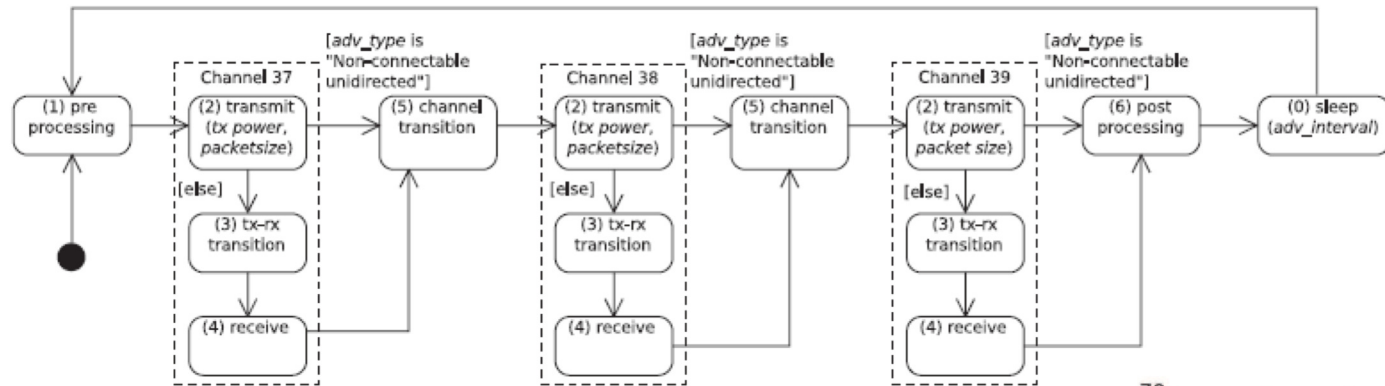 [adv_type is
"Non-connectable
unidirected"]
[adv_type is
"Non-connectable
unidirected"]
[adv_type is
"Non-connectable
unidirected"]
Channel 37
Channel 38
Channel 39
(1) pre
processing
(2) transmit
(tx power,
packetsize)
(5) channel
transition
(2) transmit
(tx power,
packetsize)
(5) channel
transition
(2) transmit
(tx power,
packet size)
(6) post
processing
(0) sleep
(adv_interval)
[else]
[else]
[else]
(3) tx-rx
transition
(3) tx-rx
transition
(3) tx-rx
transition
(4) receive
(4) receive
(4) receive